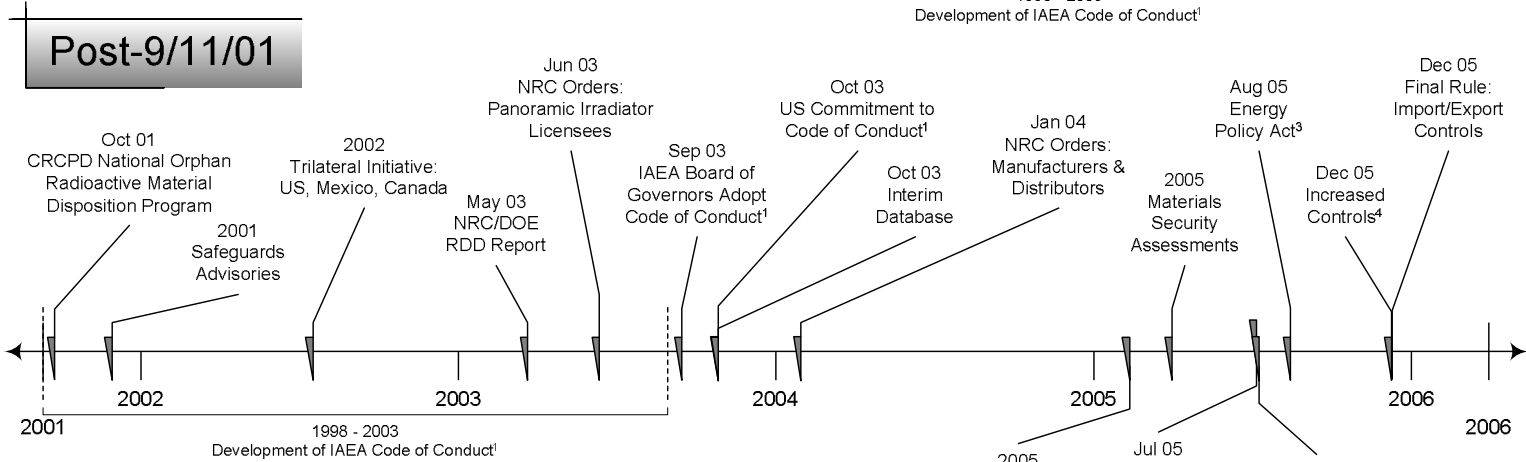 Development of IAEA Code of Conduct¹
Post-9/11/01
Oct 01
CRCPD National Orphan
Radioactive Material
Disposition Program
2001
Safeguards
Advisories
2002
Trilateral Initiative:
US, Mexico, Canada
May 03
NRC/DOE
RDD Report
Jun 03
NRC Orders:
Panoramic Irradiator
Licensees
Sep 03
IAEA Board of
Governors Adopt
Code of Conduct¹
Oct 03
US Commitment to
Code of Conduct¹
Oct 03
Interim
Database
Jan 04
NRC Orders:
Manufacturers &
Distributors
2005
Materials
Security
Assessments
Aug 05
Energy
Policy Act³
Dec 05
Increased
Controls⁴
Dec 05
Final Rule:
Import/Export
Controls
2002
2003
2004
2005
2006
2001
2006
1998 - 2003
Development of IAEA Code of Conduct¹
2005
Jul 05